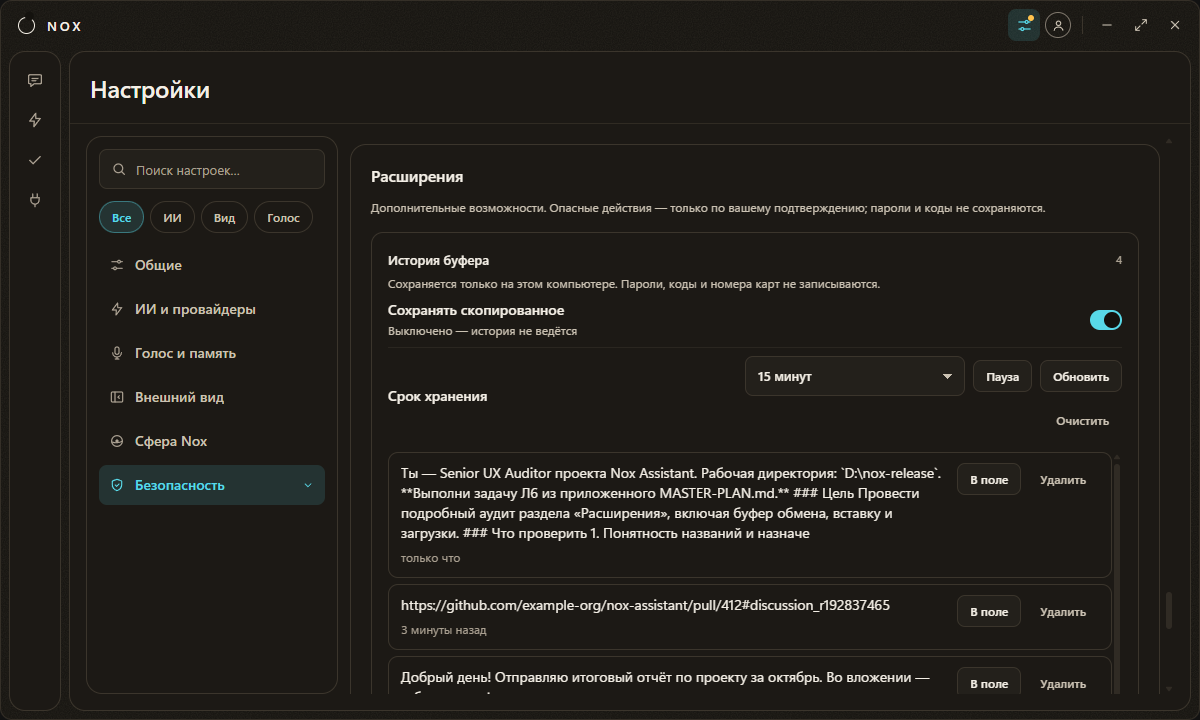 NOX
Настройки
Поиск настроек...
Все
ИИ
Вид
Голос
Общие
ИИ и провайдеры
Голос и память
Внешний вид
Сфера Nox
Безопасность
Расширения
Дополнительные возможности. Опасные действия — только по вашему подтверждению; пароли и коды не сохраняются.
История буфера
4
Сохраняется только на этом компьютере. Пароли, коды и номера карт не записываются.
Сохранять скопированное
Выключено — история не ведётся
15 минут
Пауза
Обновить
Срок хранения
Очистить
Ты — Senior UX Auditor проекта Nox Assistant. Рабочая директория: `D:\nox-release`.
**Выполни задачу Л6 из приложенного MASTER-PLAN.md.** ### Цель Провести
подробный аудит раздела «Расширения», включая буфер обмена, вставку и
загрузки. ### Что проверить 1. Понятность названий и назначе
только что
В поле
Удалить
https://github.com/example-org/nox-assistant/pull/412#discussion_r192837465
3 минуты назад
В поле
Удалить
Добрый день! Отправляю итоговый отчёт по проекту за октябрь. Во вложении —
В поле
Удалить